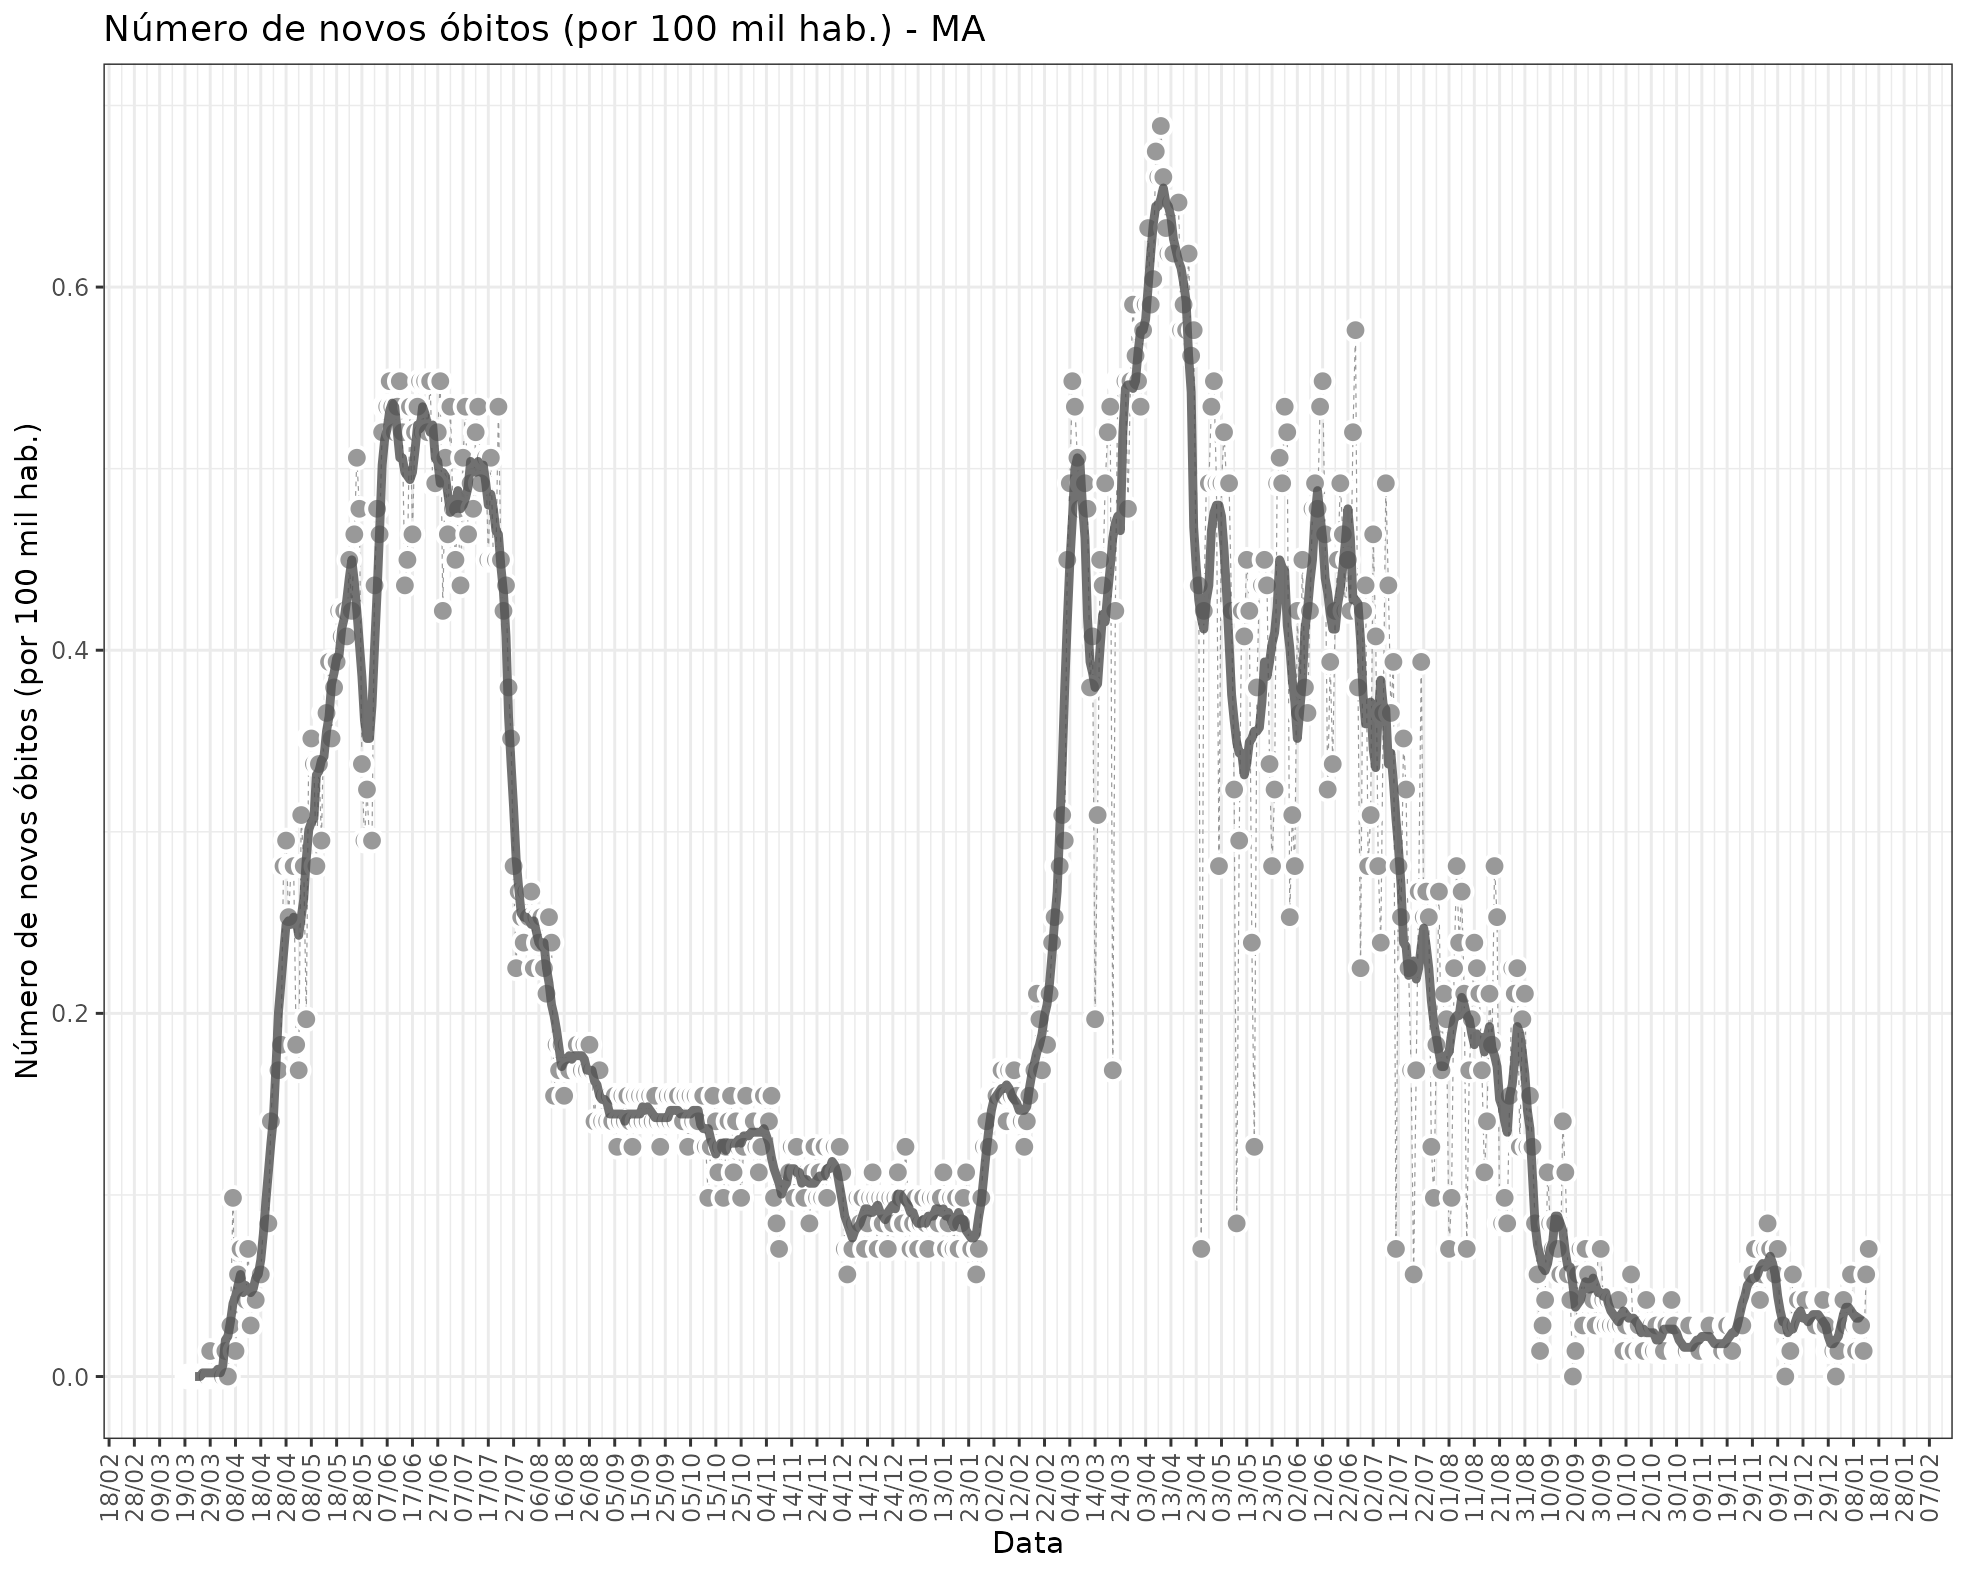 Número de novos óbitos (por 100 mil hab.) - MA
Número de novos óbitos (por 100 mil hab.)
0.6
0.4
0.2
0.0
18/02 28/02 09/03 19/03 29/03 08/04 18/04 28/04 08/05 18/05 28/05 07/06 17/06 27/06 07/07 17/07 27/07 06/08 16/08 26/08 05/09 15/09 25/09 05/10 15/10 25/10 04/11 14/11 24/11 04/12 14/12 24/12 03/01 13/01 23/01 02/02 12/02 22/02 04/03 14/03 24/03 03/04 13/04 23/04 03/05 13/05 23/05 02/06 12/06 22/06 02/07 12/07 22/07 01/08 11/08 21/08 31/08 10/09 20/09 30/09 10/10 20/10 30/10 09/11 19/11 29/11 09/12 19/12 29/12 08/01 18/01 28/01 07/02
Data